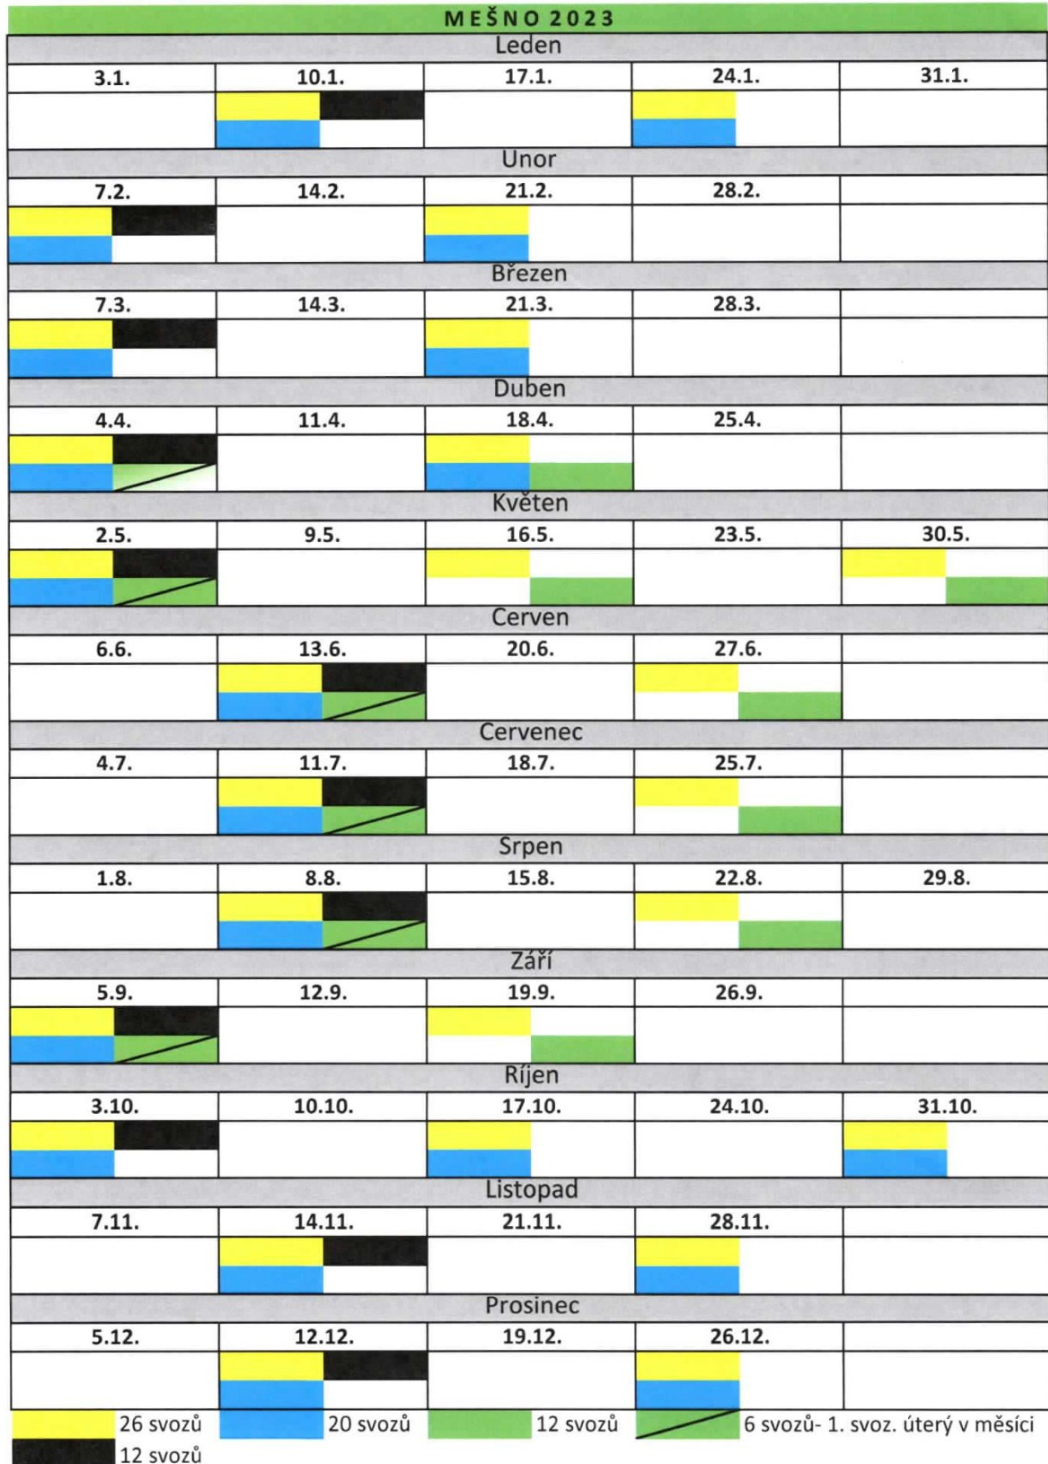 MEŠNO 2023
Leden
3.1. 10.1. 17.1. 24.1. 31.1.
Unor
7.2. 14.2. 21.2. 28.2.
Březen
7.3. 14.3. 21.3. 28.3.
Duben
4.4. 11.4. 18.4. 25.4.
Květen
2.5. 9.5. 16.5. 23.5. 30.5.
Červen
6.6. 13.6. 20.6. 27.6.
Červenec
4.7. 11.7. 18.7. 25.7.
Srpen
1.8. 8.8. 15.8. 22.8. 29.8.
Září
5.9. 12.9. 19.9. 26.9.
Ríjen
3.10. 10.10. 17.10. 24.10. 31.10.
Listopad
7.11. 14.11. 21.11. 28.11.
Prosinec
5.12. 12.12. 19.12. 26.12.
26 svozů 20 svozů 12 svozů 6 svozů- 1. svoz. úterý v měsíci
12 svozů